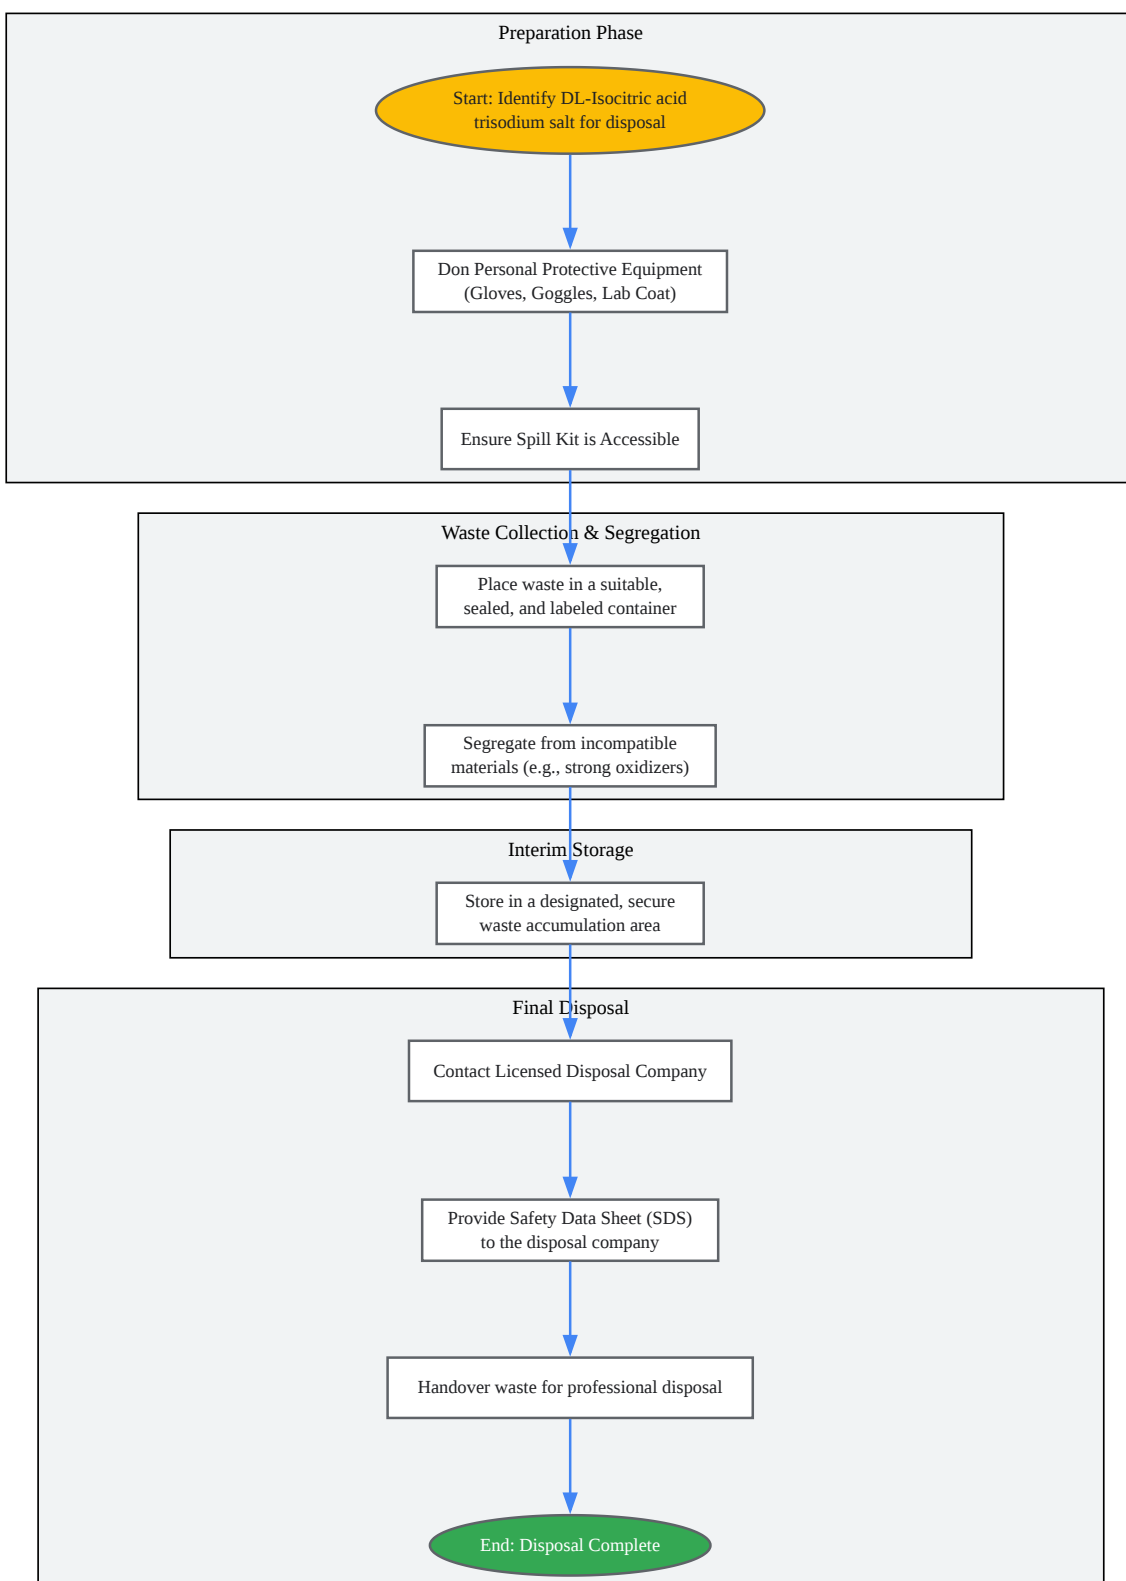 Preparation Phase
Start: Identify DL-Isocitric acid
trisodium salt for disposal
Don Personal Protective Equipment
(Gloves, Goggles, Lab Coat)
Ensure Spill Kit is Accessible
Waste Collection & Segregation
Place waste in a suitable,
sealed, and labeled container
Segregate from incompatible
materials (e.g., strong oxidizers)
Interim Storage
Store in a designated, secure
waste accumulation area
Final Disposal
Contact Licensed Disposal Company
Provide Safety Data Sheet (SDS)
to the disposal company
Handover waste for professional disposal
End: Disposal Complete